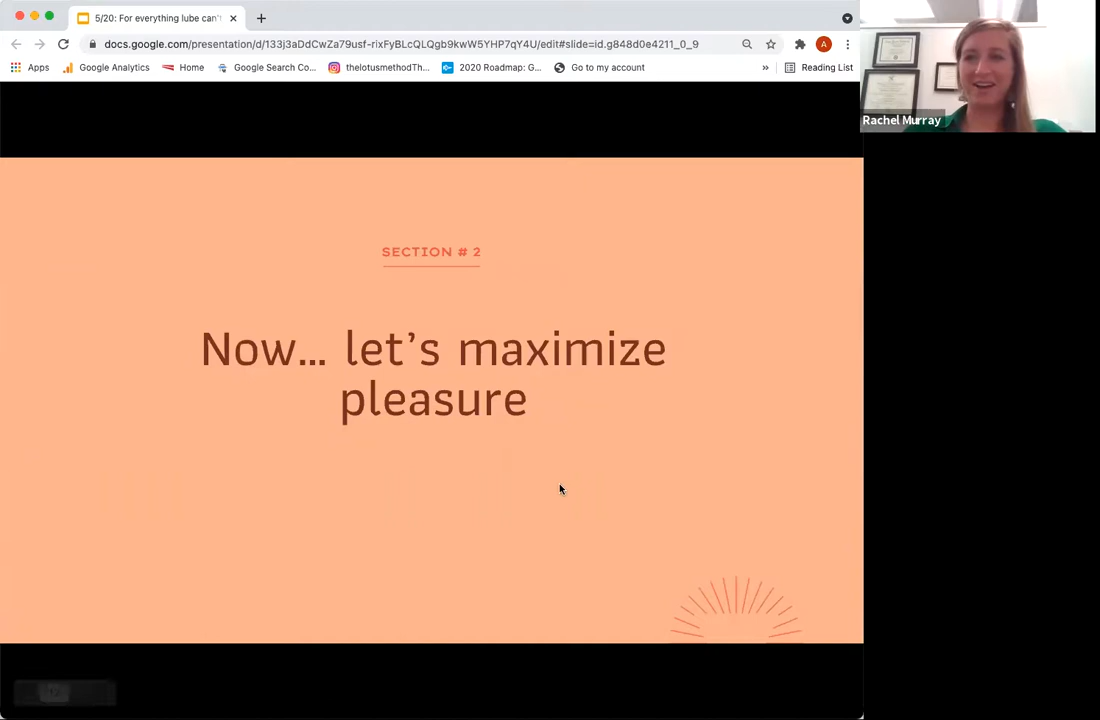 5/20: For everything lube can't
docs.google.com/presentation/d/133j3aDdCwZa79usf-rixFyBLcQLQgb9kwW5YHP7qY4U/edit#slide=id.g848d0e4211_0_9
A
Apps
Google Analytics
Home
Google Search Co...
thelotusmethodTh...
2020 Roadmap: G...
Go to my account
»
Reading List
Rachel Murray
SECTION # 2
Now... let's maximize
pleasure